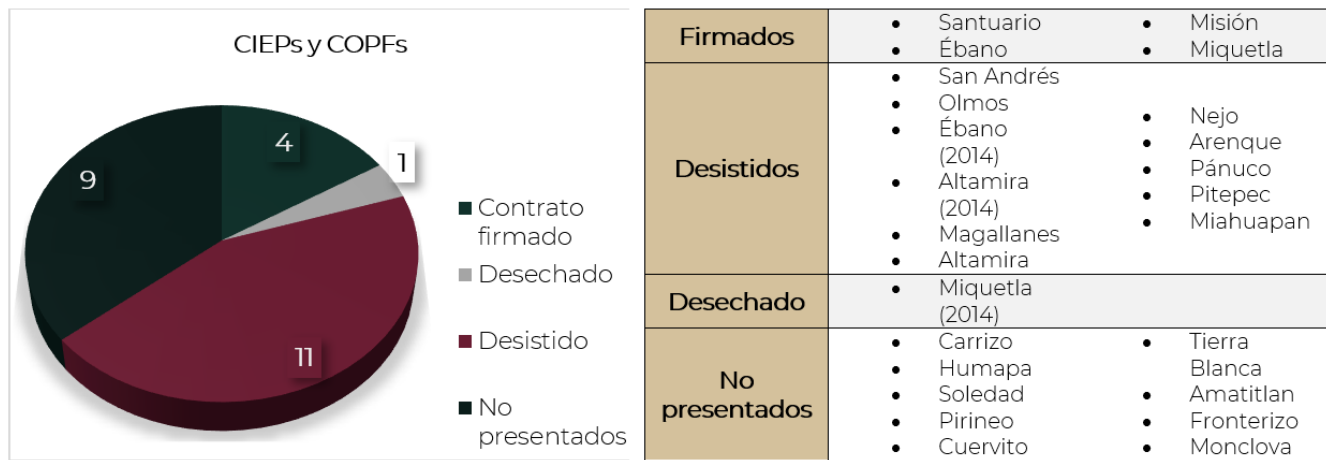 CIEPs y COPFs
4
1
9
11
Contrato
firmado
Desechado
Desistido
No
presentados
Firmados
• Santuario
• Ébano
• Misión
• Miquetla
Desistidos
• San Andrés
• Olmos
• Ébano
(2014)
• Altamira
(2014)
• Magallanes
• Altamira
• Nejo
• Arenque
• Pánuco
• Pitepec
• Miahuapan
Desechado
• Miquetla
(2014)
No
presentados
• Carrizo
• Humapa
• Soledad
• Pirineo
• Cuervito
• Tierra
Blanca
• Amatitlan
• Fronterizo
• Monclova